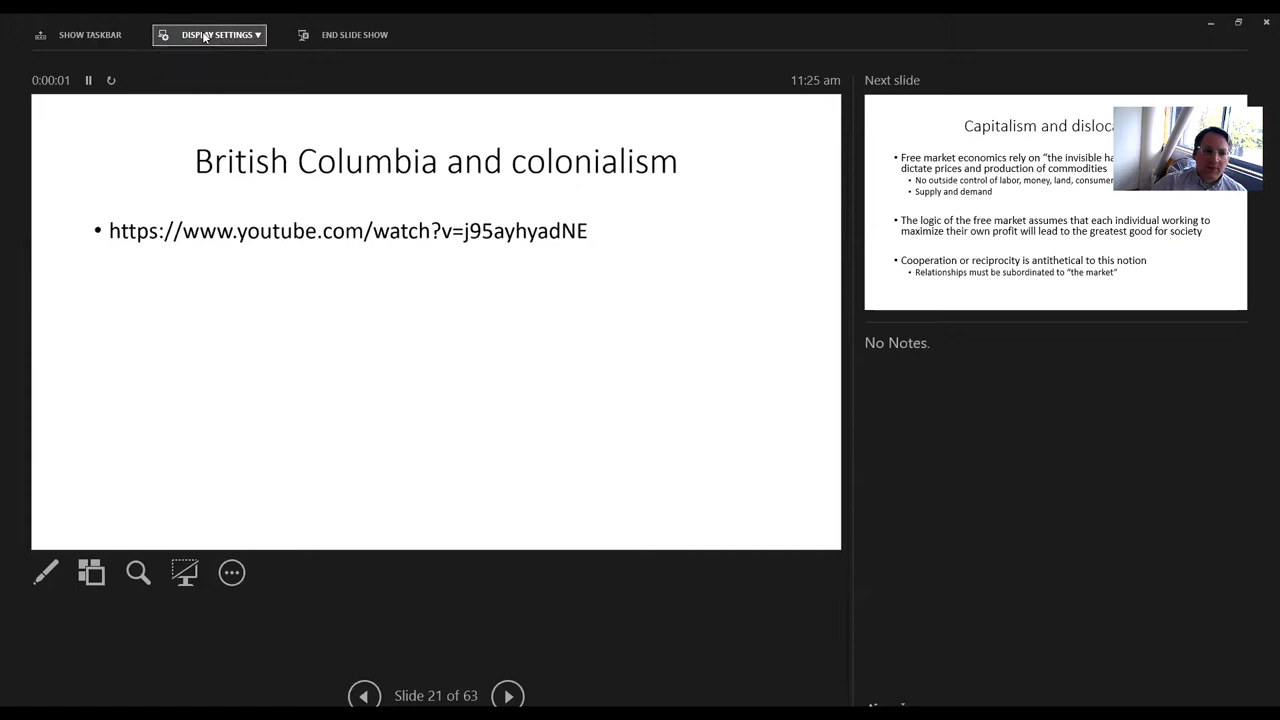 SHOW TASKBAR
DISPLAY SETTINGS ▼
END SLIDE SHOW
0:00:01
11:25 am
British Columbia and colonialism
• https://www.youtube.com/watch?v=j95ayhyadNE
Next slide
Capitalism and
• Free market economics rely on “the invisible
dictate prices and production of commodities
• No outside control of labor, money, land,
• Supply and demand
• The logic of the free market assumes that each individual working to
maximize their own profit will lead to the greatest good for society
• Cooperation or reciprocity is antithetical to this notion
• Relationships must be subordinated to “the market”
No Notes.
Slide 21 of 63